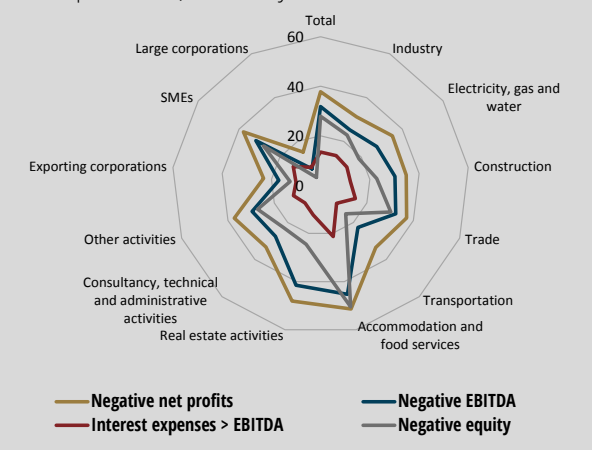 Total
60
Large corporations
Industry
40
Electricity, gas and
water
SMEs
20
Exporting corporations
Construction
0
Other activities
Trade
Consultancy, technical
and administrative
activities
Transportation
Real estate activities
Accommodation and
food services
Negative net profits
Negative EBITDA
Interest expenses > EBITDA
Negative equity